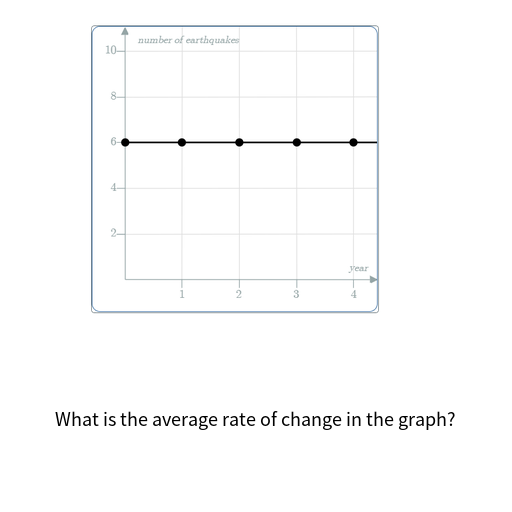 number of earthquakes
10
8
6
4
2
year
1 2 3 4
What is the average rate of change in the graph?